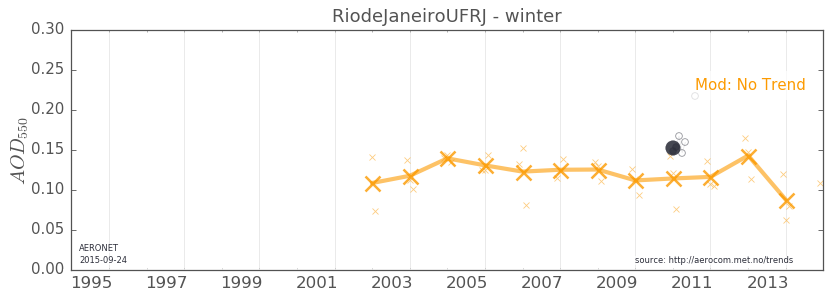 RiodeJaneiroUFRJ - winter
0.30
0.25
0.20
0.15
0.10
0.05
0.00
AOD550
Mod: No Trend
AERONET
2015-09-24
source: http://aerocom.met.no/trends
1995 1997 1999 2001 2003 2005 2007 2009 2011 2013